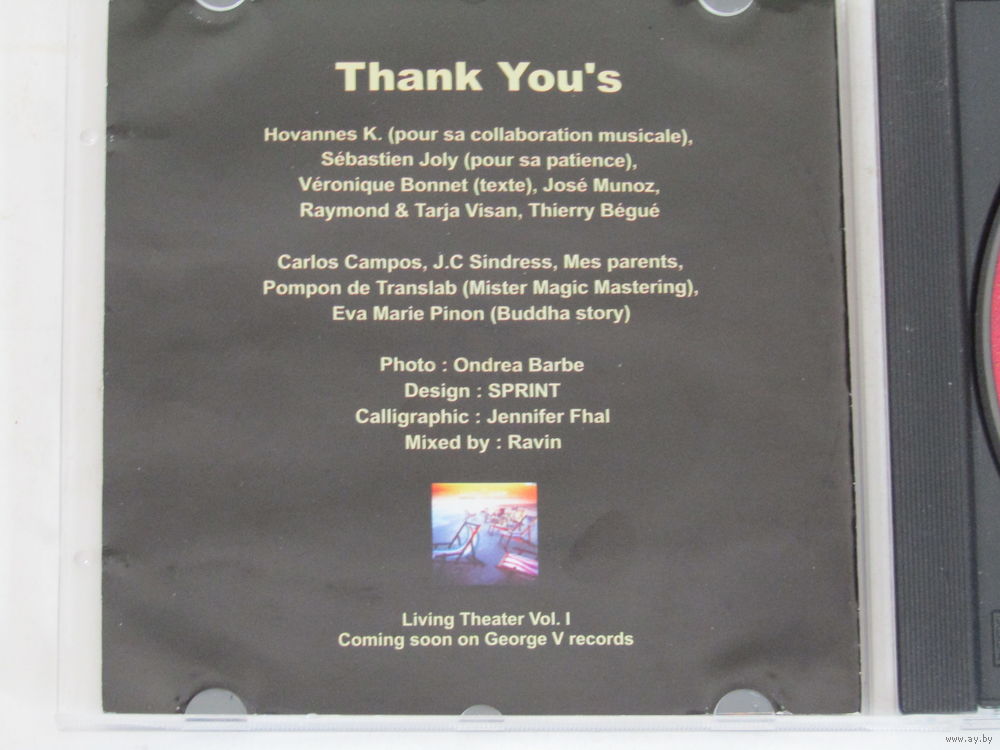 Thank You's
Hovannes K. (pour sa collaboration musicale),
Sébastien Joly (pour sa patience),
Véronique Bonnet (texte), José Munoz,
Raymond & Tarja Visan, Thierry Bégué
Carlos Campos, J.C Sindress, Mes parents,
Pompon de Translab (Mister Magic Mastering),
Eva Marie Pinon (Buddha story)
Photo : Ondrea Barbe
Design : SPRINT
Calligraphic : Jennifer Fhal
Mixed by : Ravin
Living Theater Vol. I
Coming soon on George V records
www.ay.by